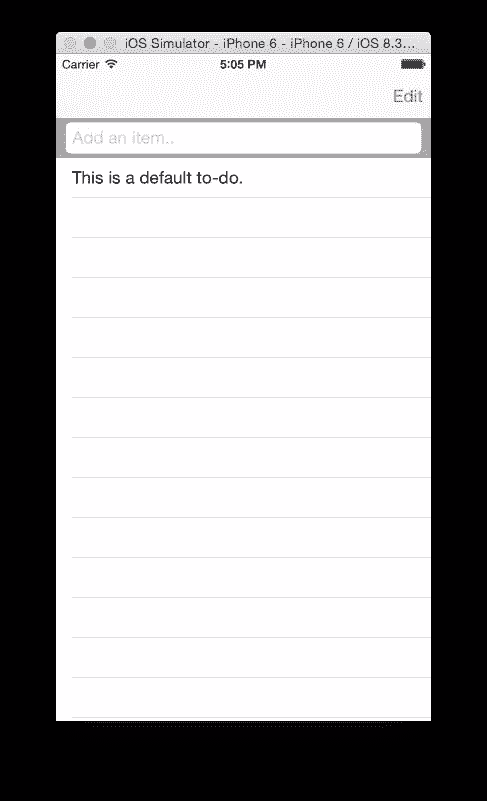 iOS Simulator - iPhone 6 - iPhone 6 / iOS 8.3...
Carrier 5:05 PM
Edit
Add an item..
This is a default to-do.